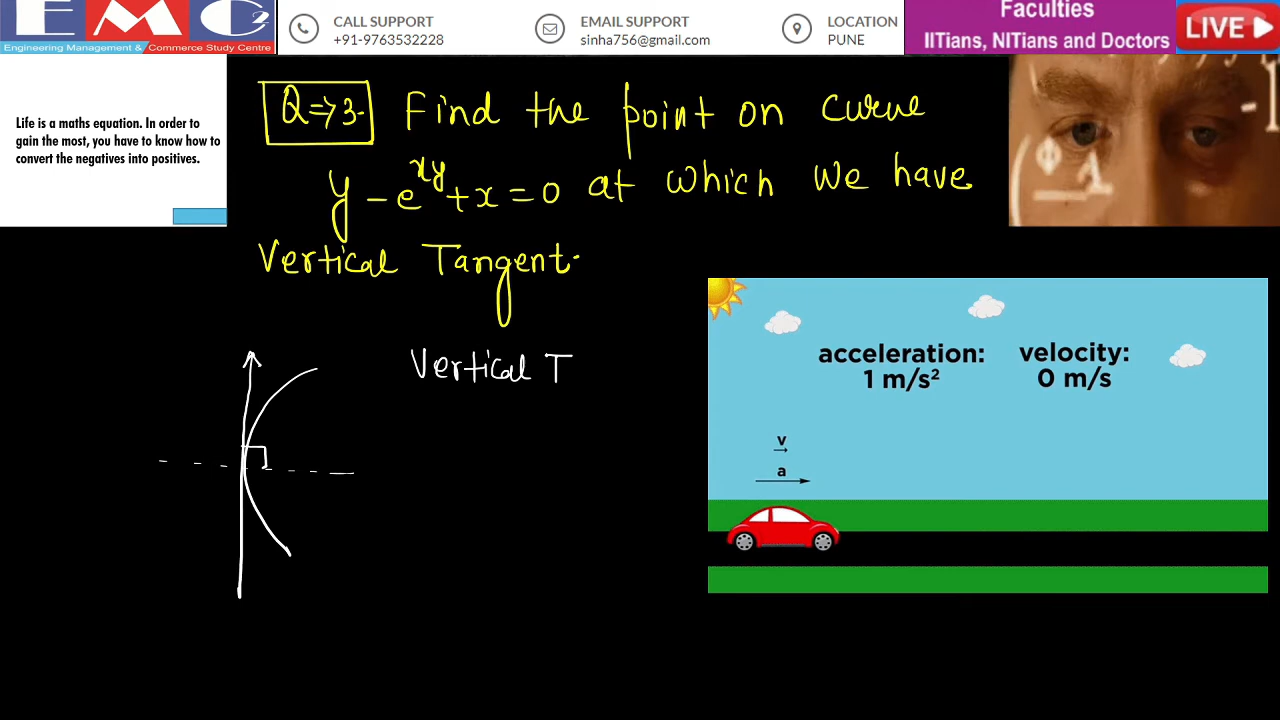 EMC²
Engineering Management & Commerce Study Centre
CALL SUPPORT
+91-9763532228
EMAIL SUPPORT
sinha756@gmail.com
LOCATION
PUNE
Faculties
IITians, NITians and Doctors
LIVE
Life is a maths equation. In order to
gain the most, you have to know how to
convert the negatives into positives.
Q⇒3. Find the point on curve
y - e^{xy} + x = 0 at which we have
Vertical Tangent.
Vertical T
acceleration:
1 m/s²
velocity:
0 m/s
v
a